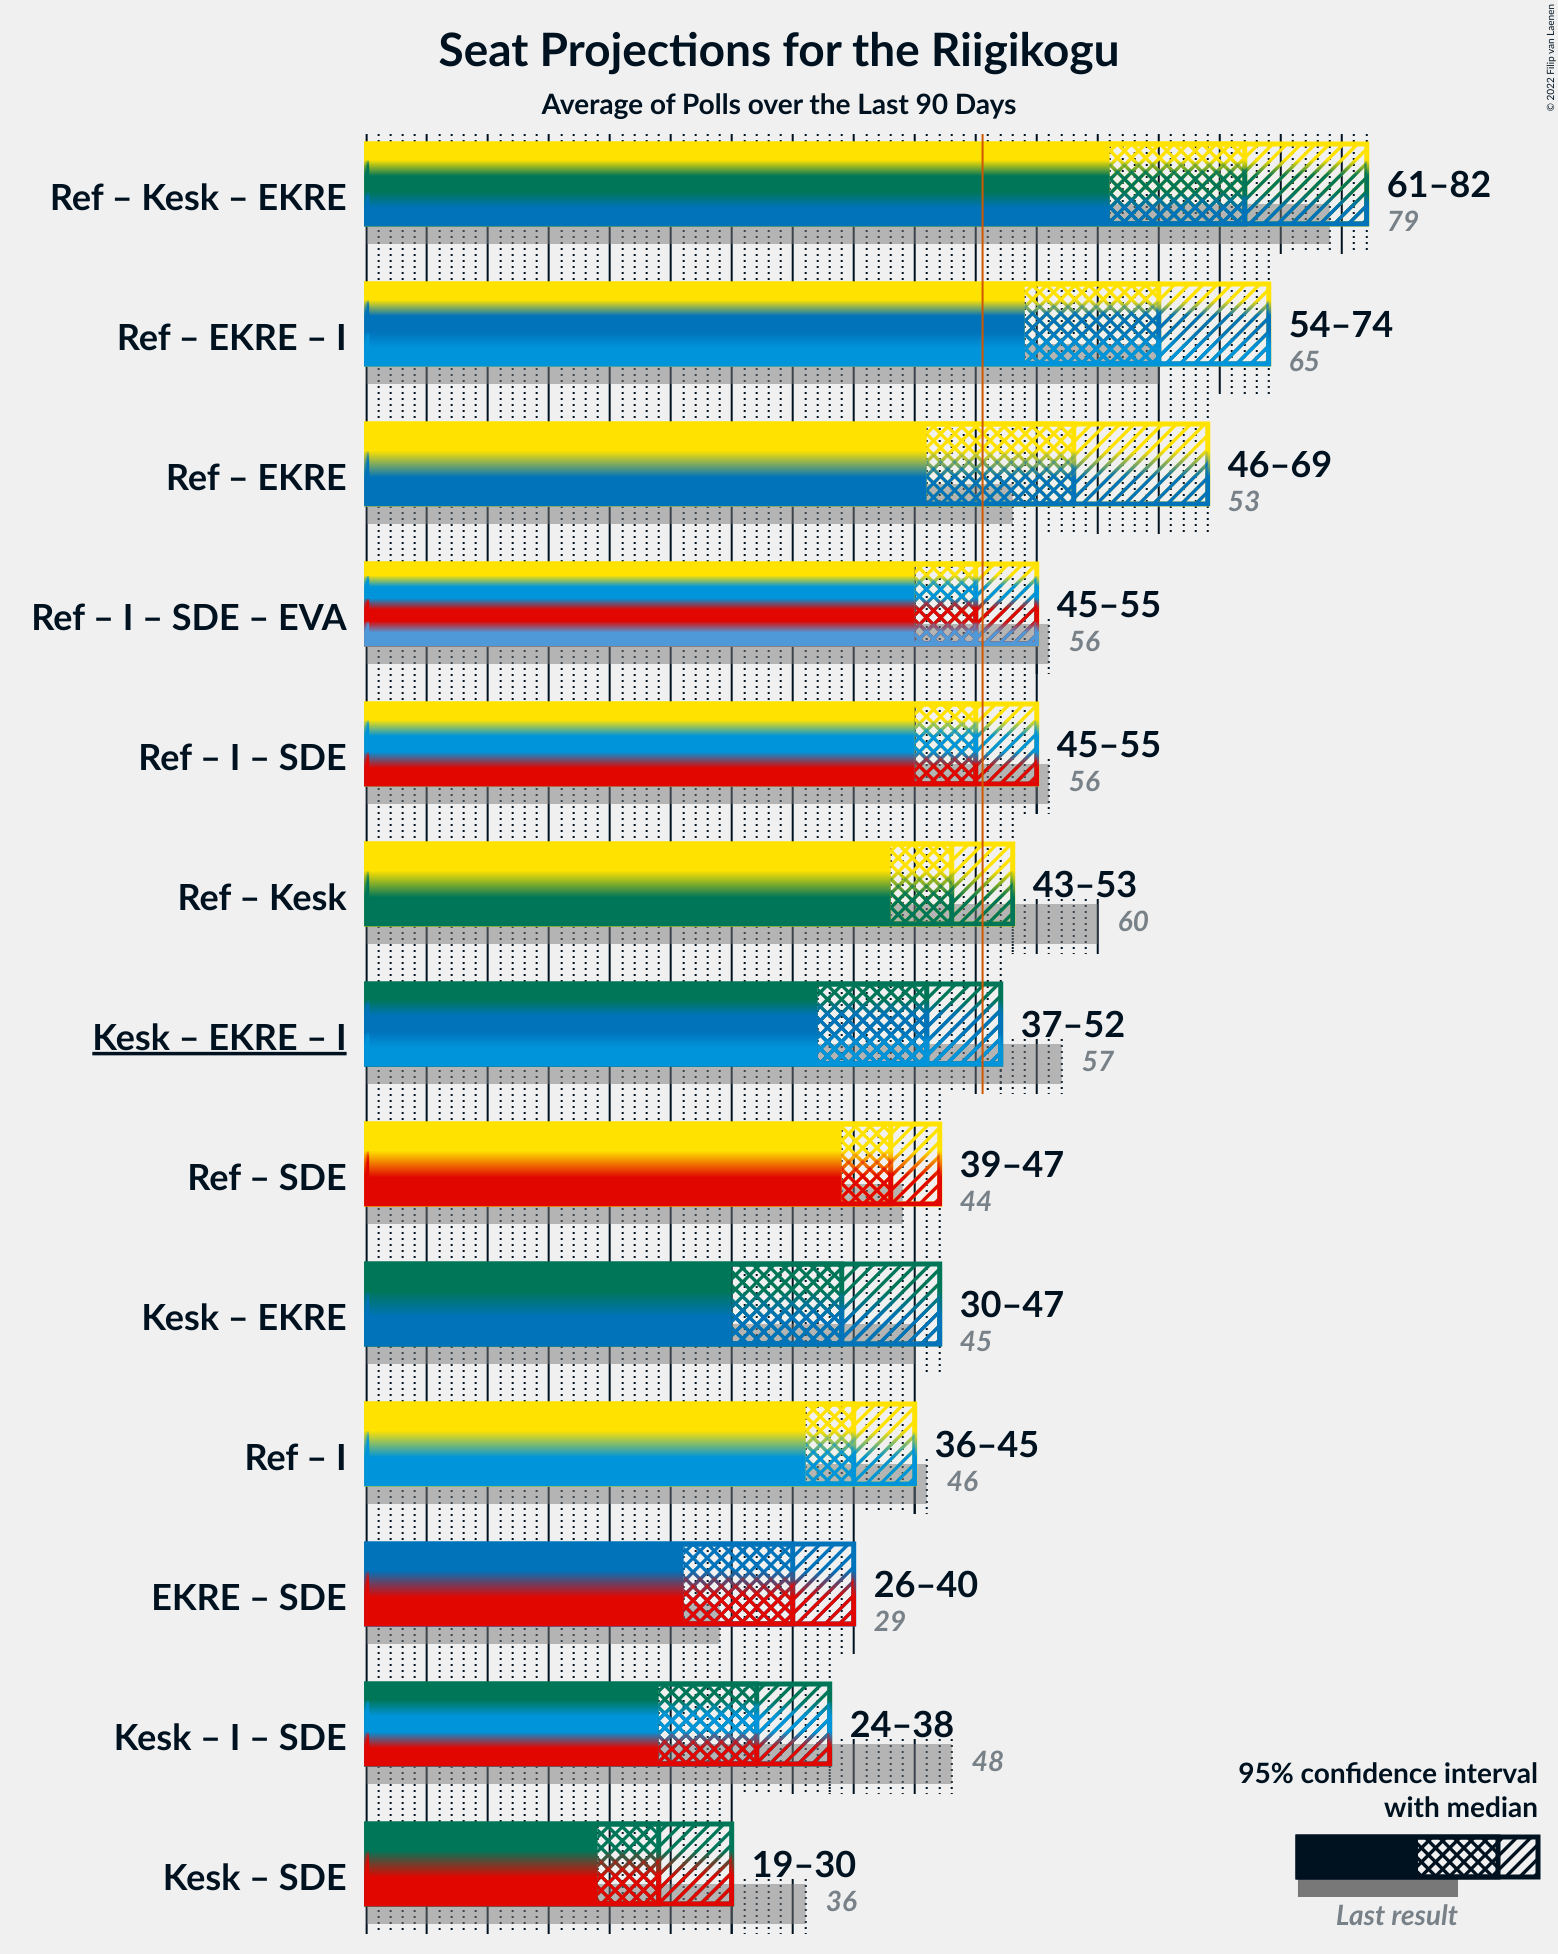 Seat Projections for the Riigikogu
Average of Polls over the Last 90 Days
© 2022 Filip van Laenen
Ref – Kesk – EKRE
61–82
79
Ref – EKRE – I
54–74
65
Ref – EKRE
46–69
53
Ref – I – SDE – EVA
45–55
56
Ref – I – SDE
45–55
56
Ref – Kesk
43–53
60
Kesk – EKRE – I
37–52
57
Ref – SDE
39–47
44
Kesk – EKRE
30–47
45
Ref – I
36–45
46
EKRE – SDE
26–40
29
Kesk – I – SDE
24–38
48
Kesk – SDE
19–30
36
95% confidence interval
with median
Last result